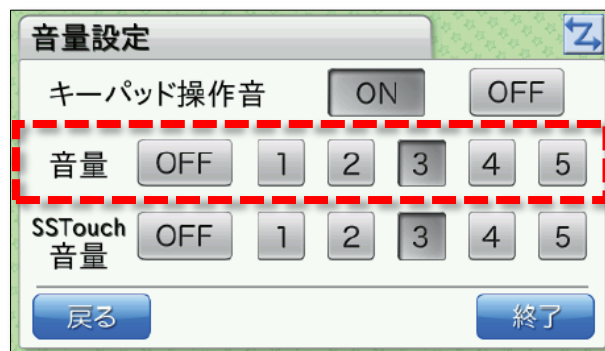 音量設定
キーパッド操作音 ON OFF
音量 OFF 1 2 3 4 5
SSTouch
音量 OFF 1 2 3 4 5
戻る 終了